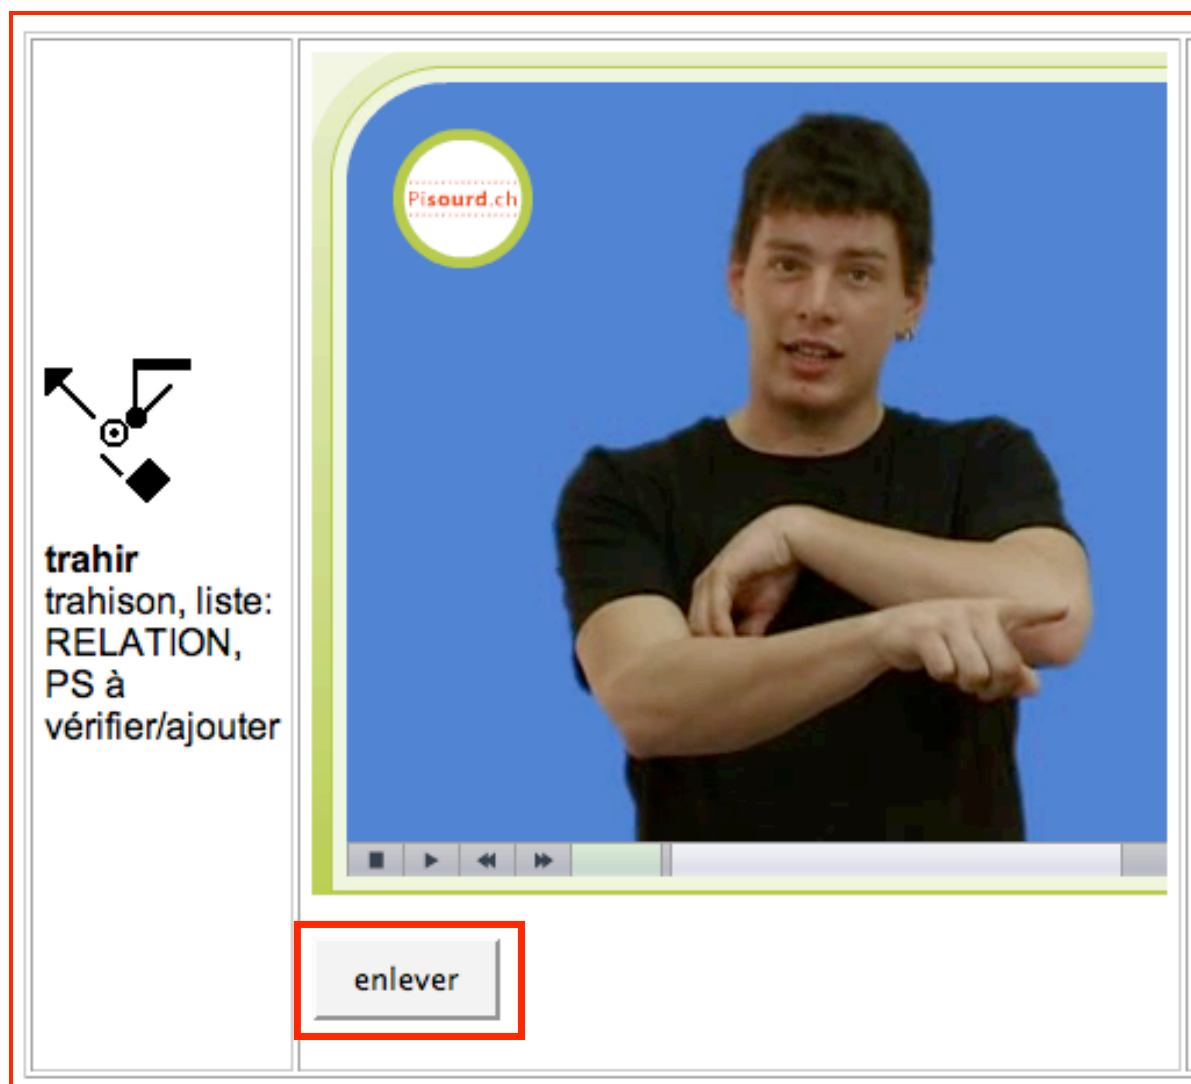 Pisourd.ch
trahir
trahison, liste:
RELATION,
PS à
vérifier/ajouter
enlever